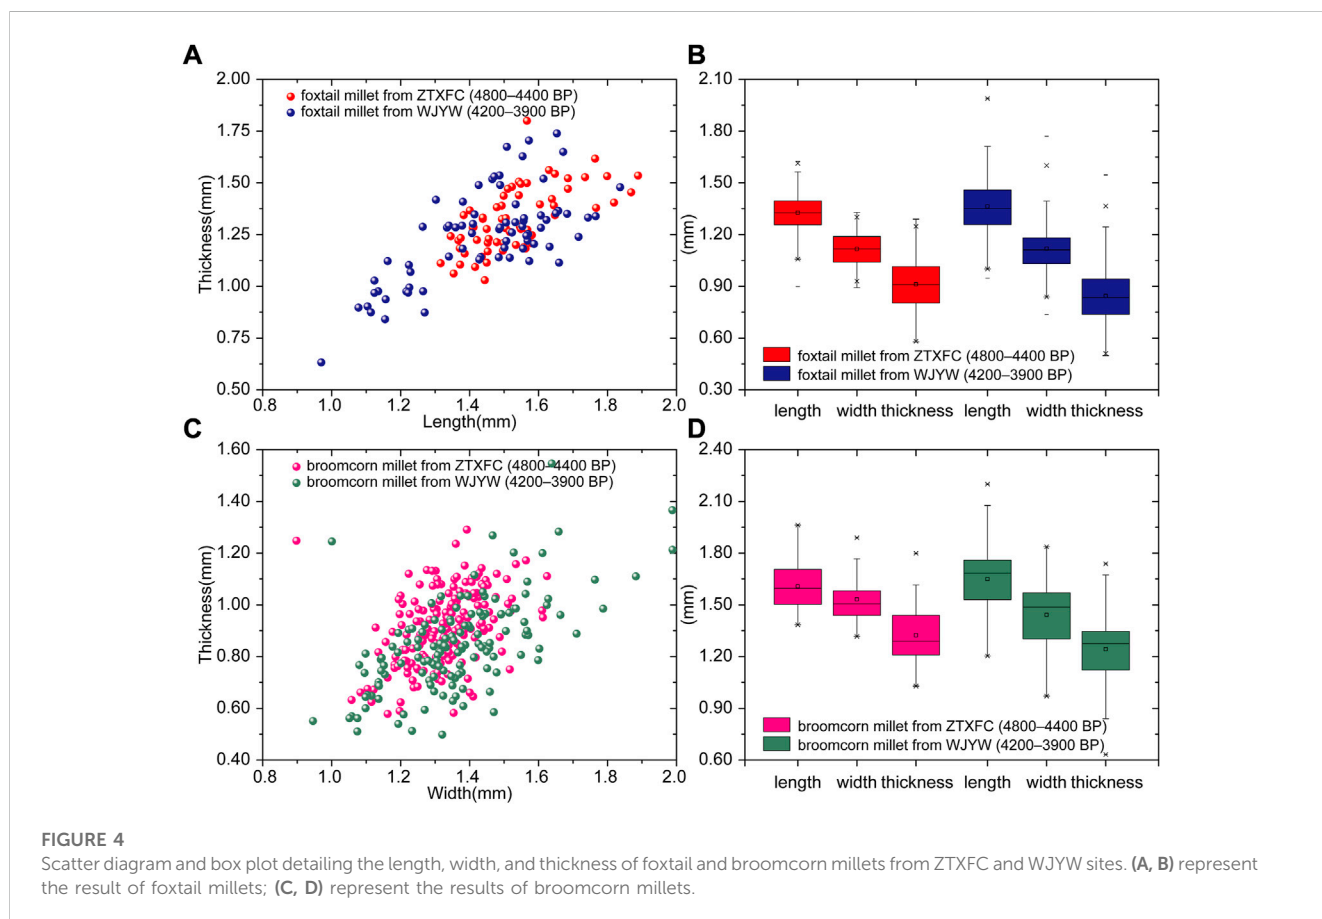 A
2.00
1.75
1.50
1.25
1.00
0.75
0.50
Thickness(mm)
foxtail millet from ZTXFC (4800–4400 BP)
foxtail millet from WJYW (4200–3900 BP)
0.8 1.0 1.2 1.4 1.6 1.8 2.0
Length(mm)
B
2.10
1.80
1.50
1.20
0.90
0.60
0.30
(mm)
foxtail millet from ZTXFC (4800–4400 BP)
foxtail millet from WJYW (4200–3900 BP)
length width thickness length width thickness
C
1.60
1.40
1.20
1.00
0.80
0.60
0.40
Thickness(mm)
broomcorn millet from ZTXFC (4800–4400 BP)
broomcorn millet from WJYW (4200–3900 BP)
0.8 1.0 1.2 1.4 1.6 1.8 2.0
Width(mm)
D
2.40
2.10
1.80
1.50
1.20
0.90
0.60
(mm)
broomcorn millet from ZTXFC (4800–4400 BP)
broomcorn millet from WJYW (4200–3900 BP)
length width thickness length width thickness
FIGURE 4
Scatter diagram and box plot detailing the length, width, and thickness of foxtail and broomcorn millets from ZTXFC and WJYW sites. (A, B) represent
the result of foxtail millets; (C, D) represent the results of broomcorn millets.